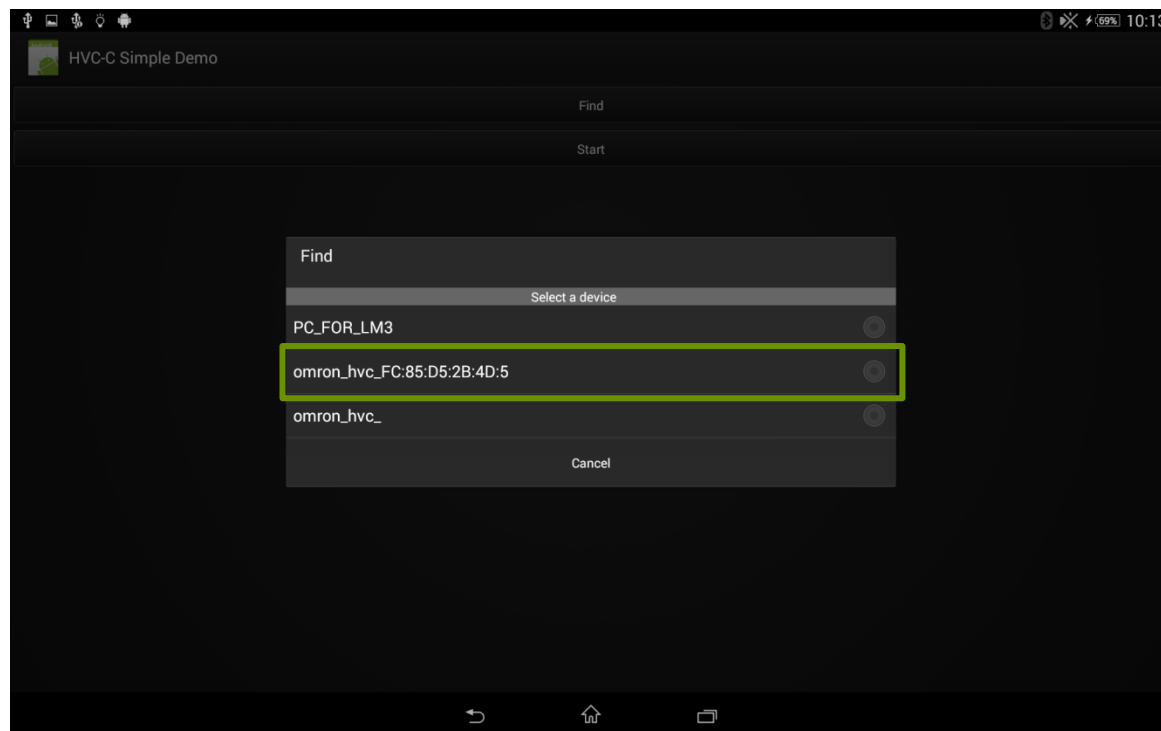 69% 10:13
HVC-C Simple Demo
Find
Start
Find
Select a device
PC_FOR_LM3
omron_hvc_FC:85:D5:2B:4D:5
omron_hvc_
Cancel